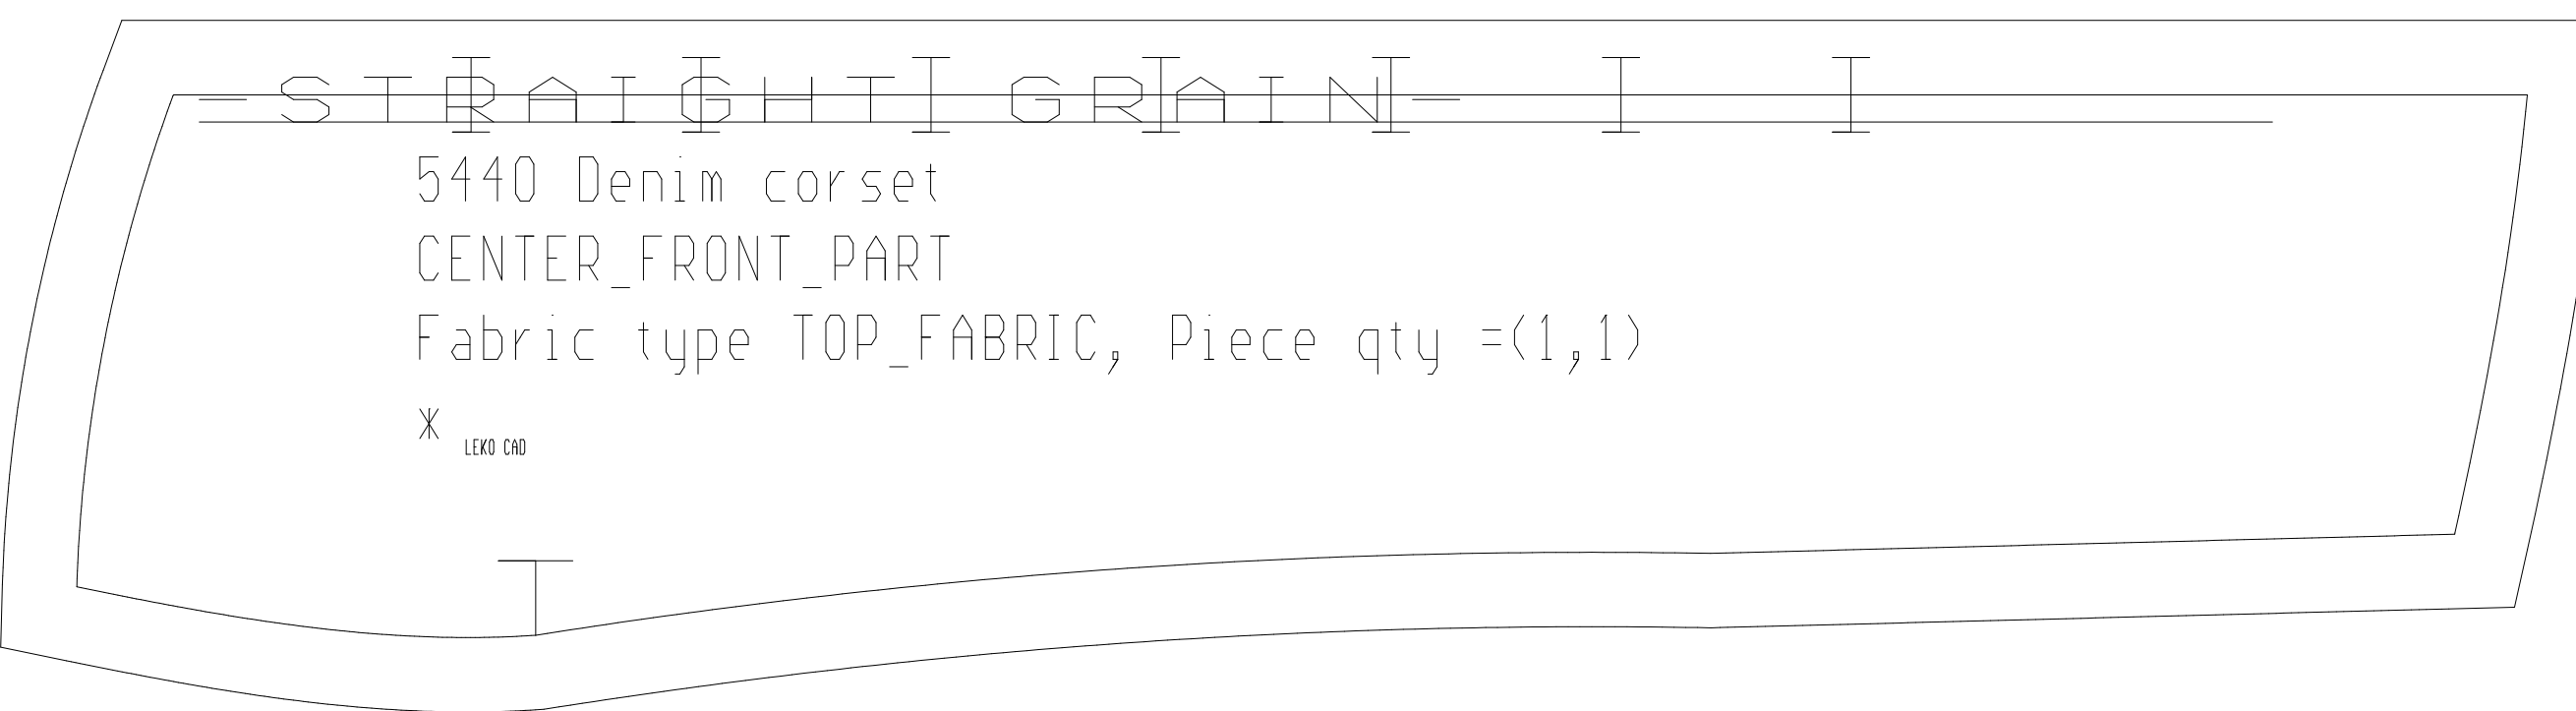 -STRAIGHT GRAIN-
5440 Denim corset
CENTER_FRONT_PART
Fabric type TOP_FABRIC, Piece qty =(1,1)
*
LEKO CAD